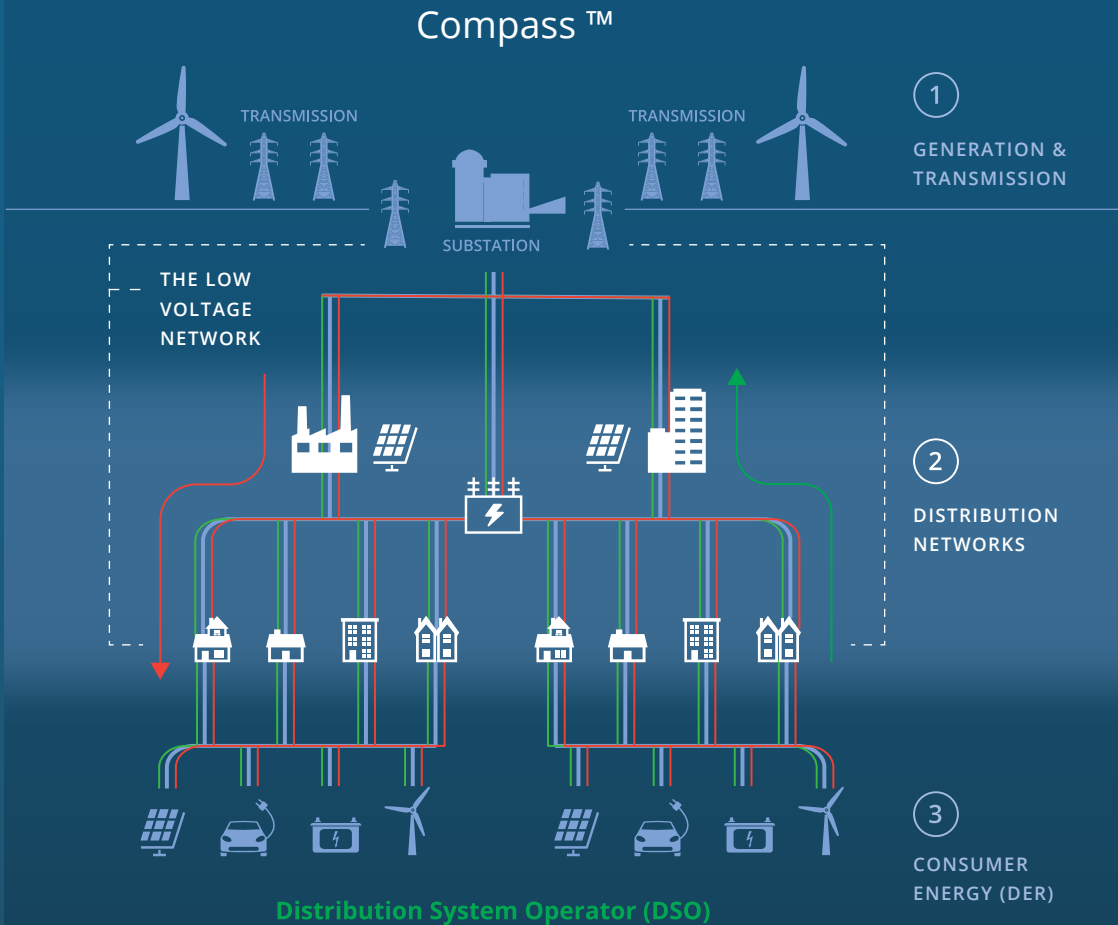 Compass ™
TRANSMISSION
TRANSMISSION
1
GENERATION &
TRANSMISSION
SUBSTATION
THE LOW
VOLTAGE
NETWORK
2
DISTRIBUTION
NETWORKS
3
CONSUMER
ENERGY (DER)
Distribution System Operator (DSO)